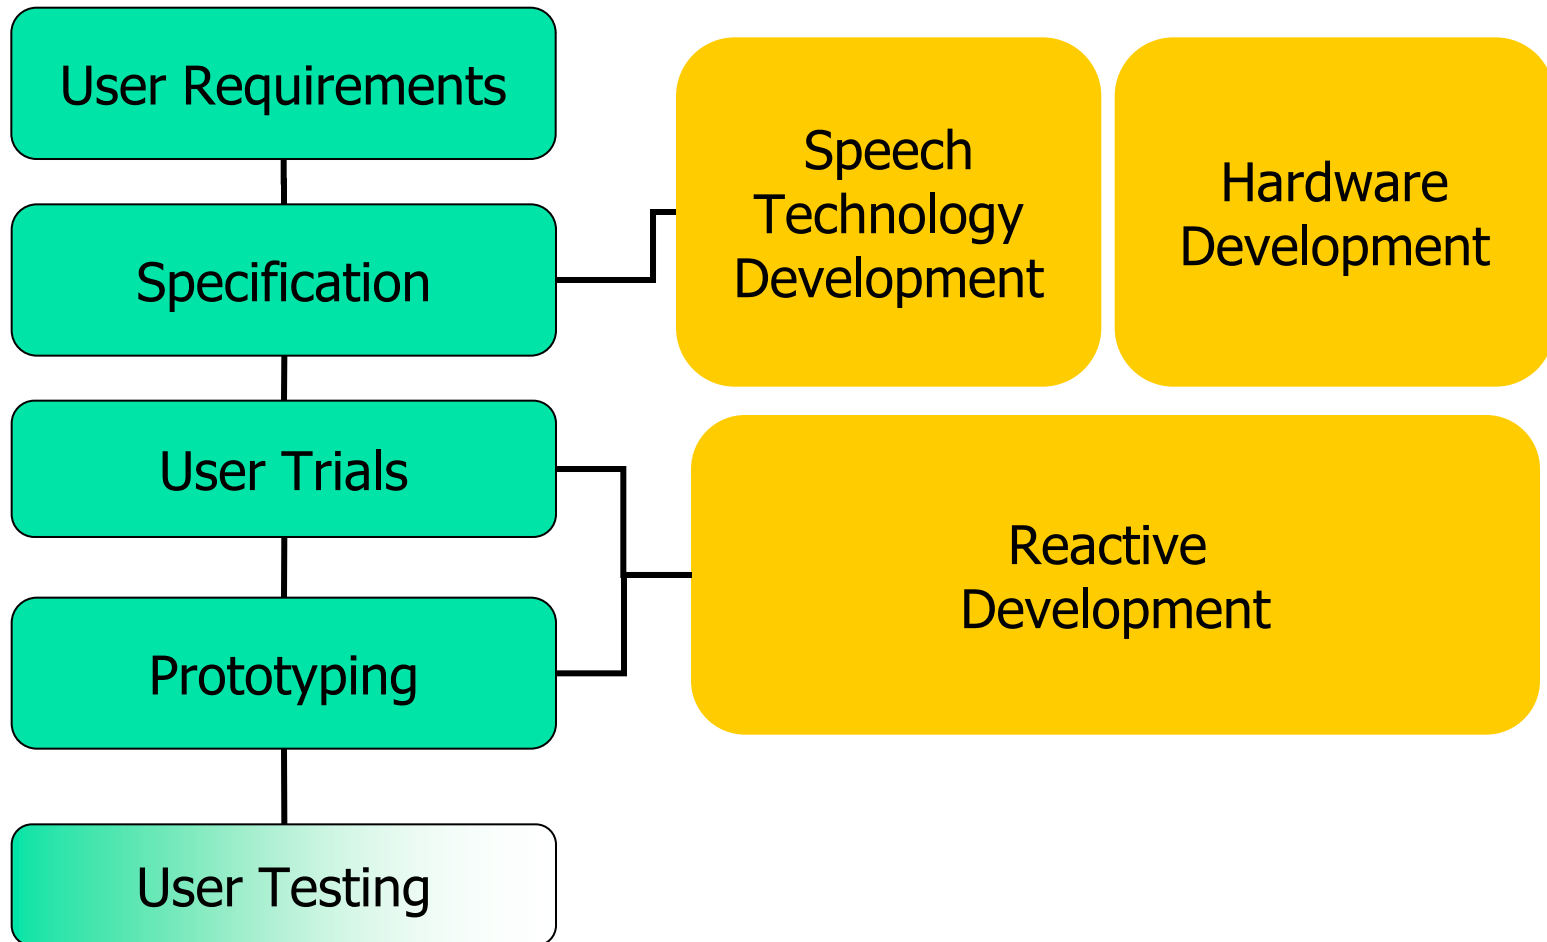 User Requirements
Specification
User Trials
Prototyping
User Testing
Speech
Technology
Development
Hardware
Development
Reactive
Development